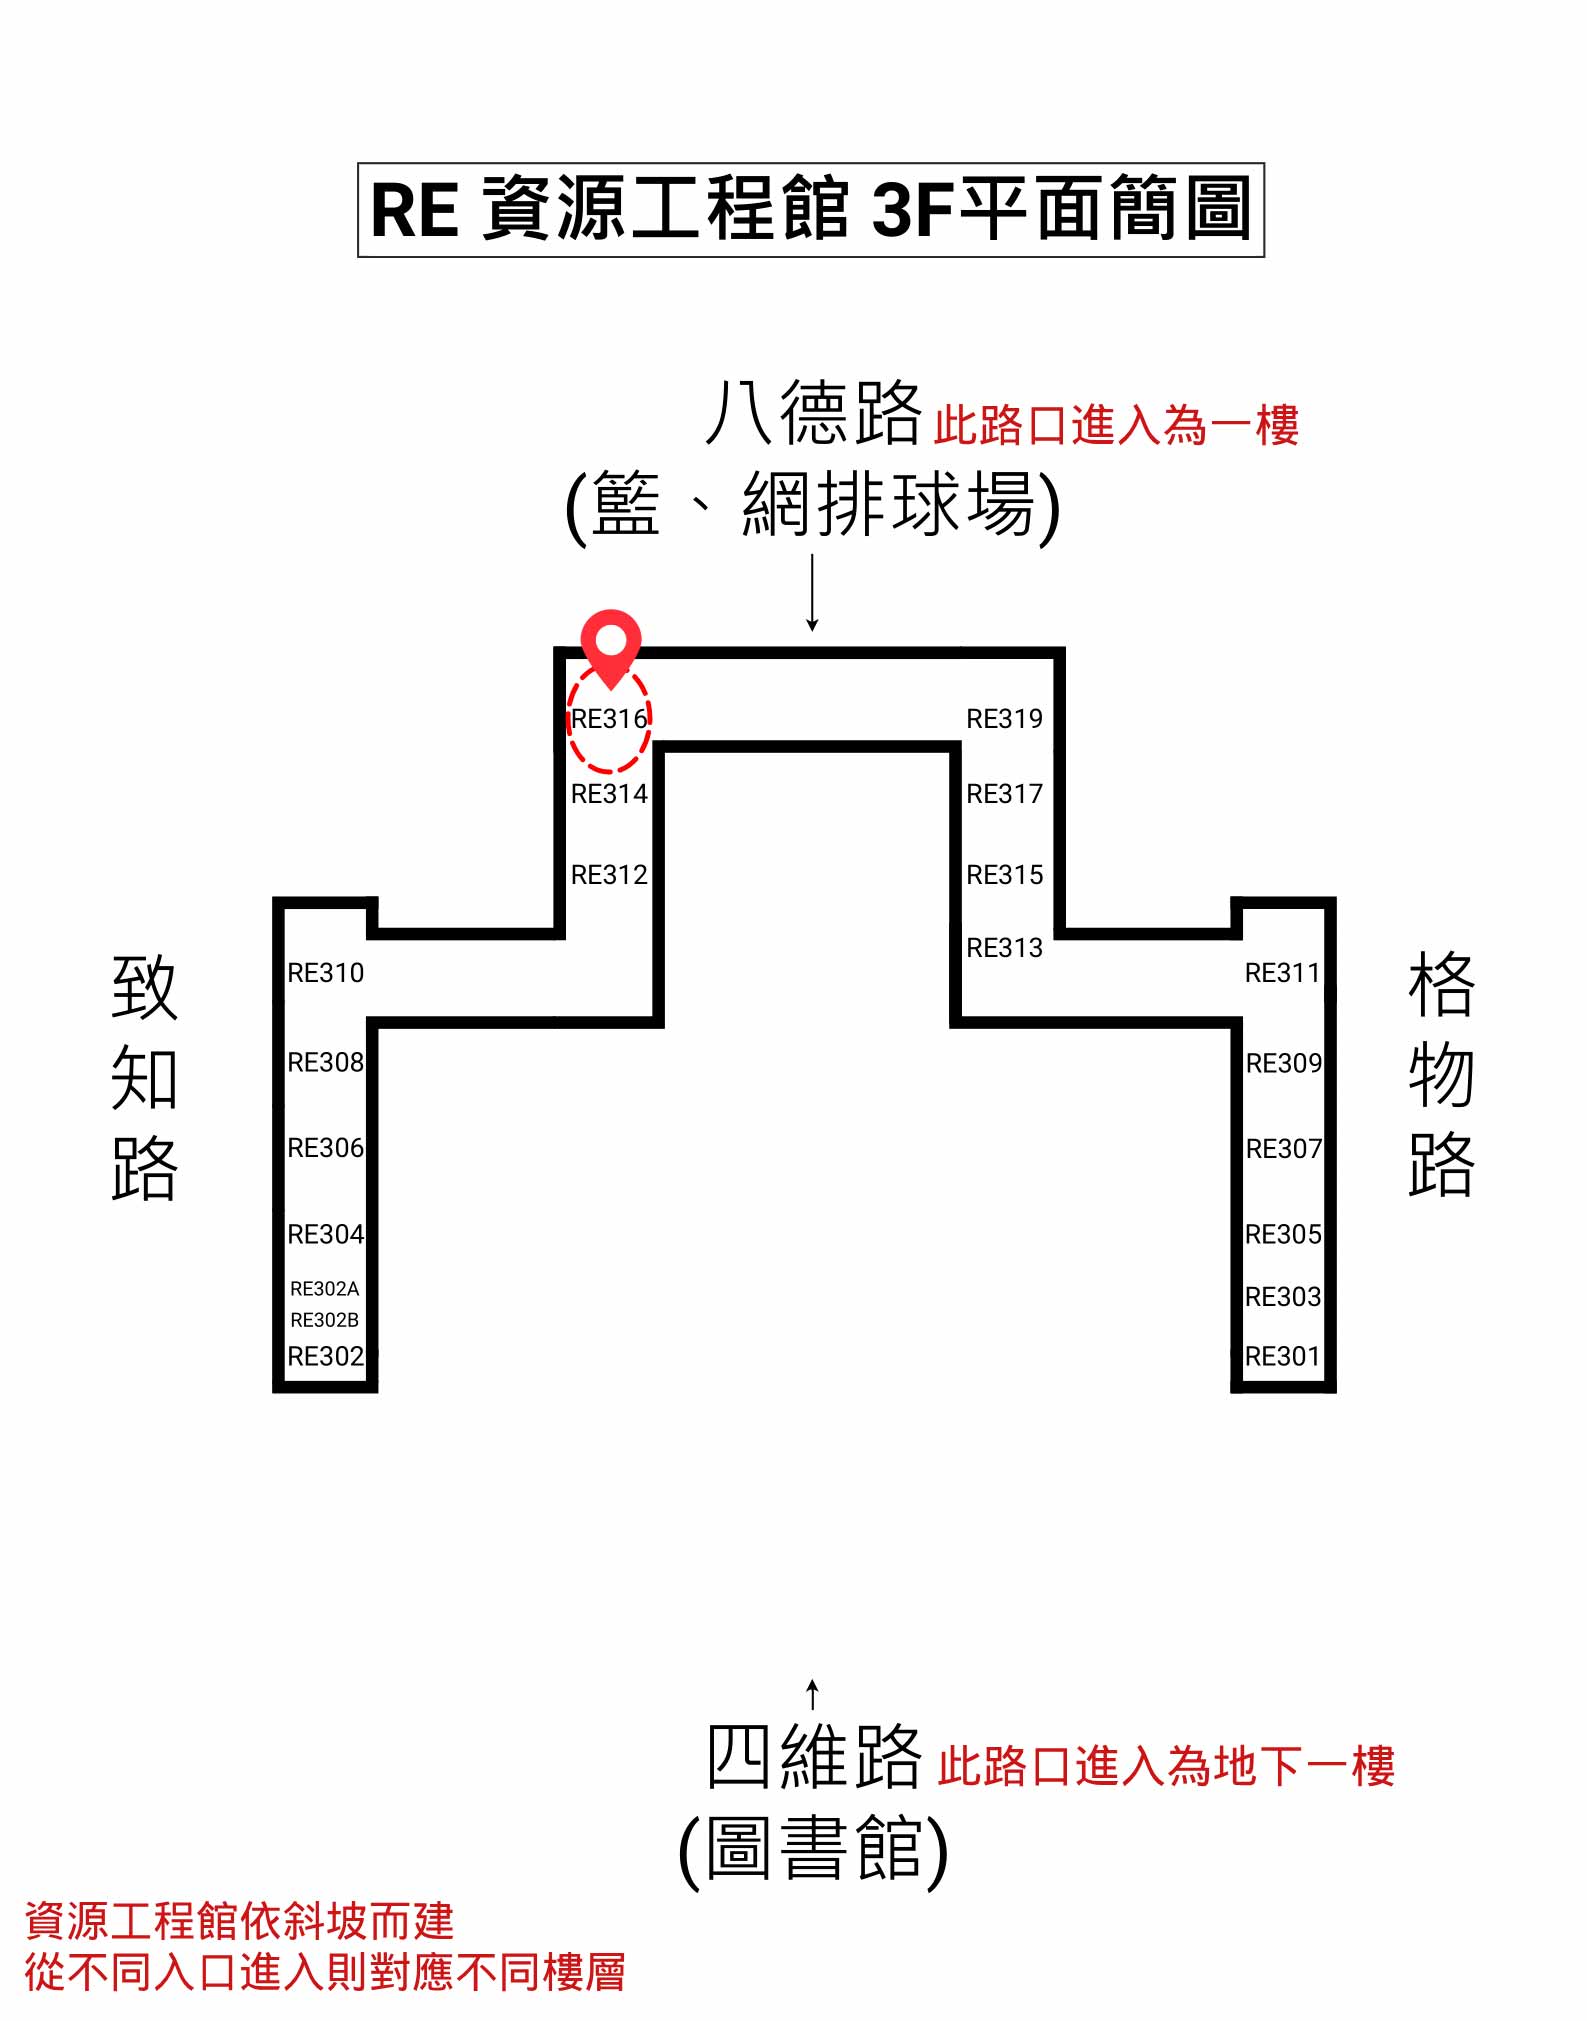 RE 資源工程館 3F平面簡圖
八德路 此路口進入為一樓
(籃、網排球場)
RE316
RE314
RE312
RE319
RE317
RE315
RE313
致知路
RE310
RE308
RE306
RE304
RE302A
RE302B
RE302
RE311
RE309
RE307
RE305
RE303
RE301
格物路
四維路 此路口進入為地下一樓
(圖書館)
資源工程館依斜坡而建
從不同入口進入則對應不同樓層